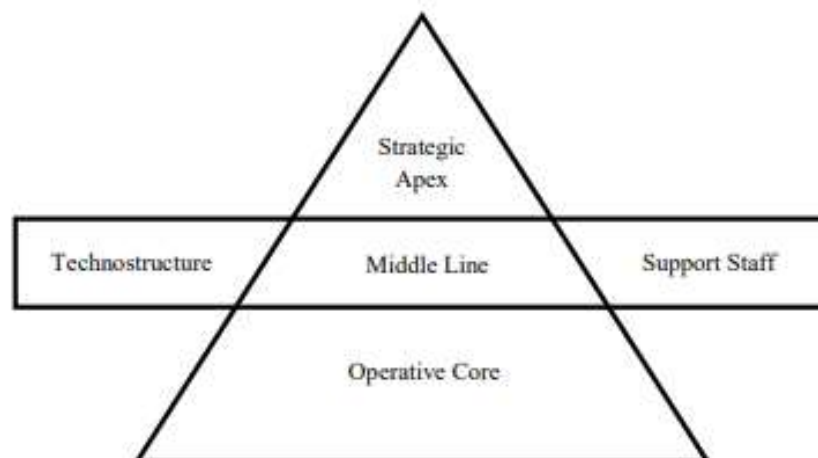 Strategic
Apex
Technostructure
Middle Line
Support Staff
Operative Core